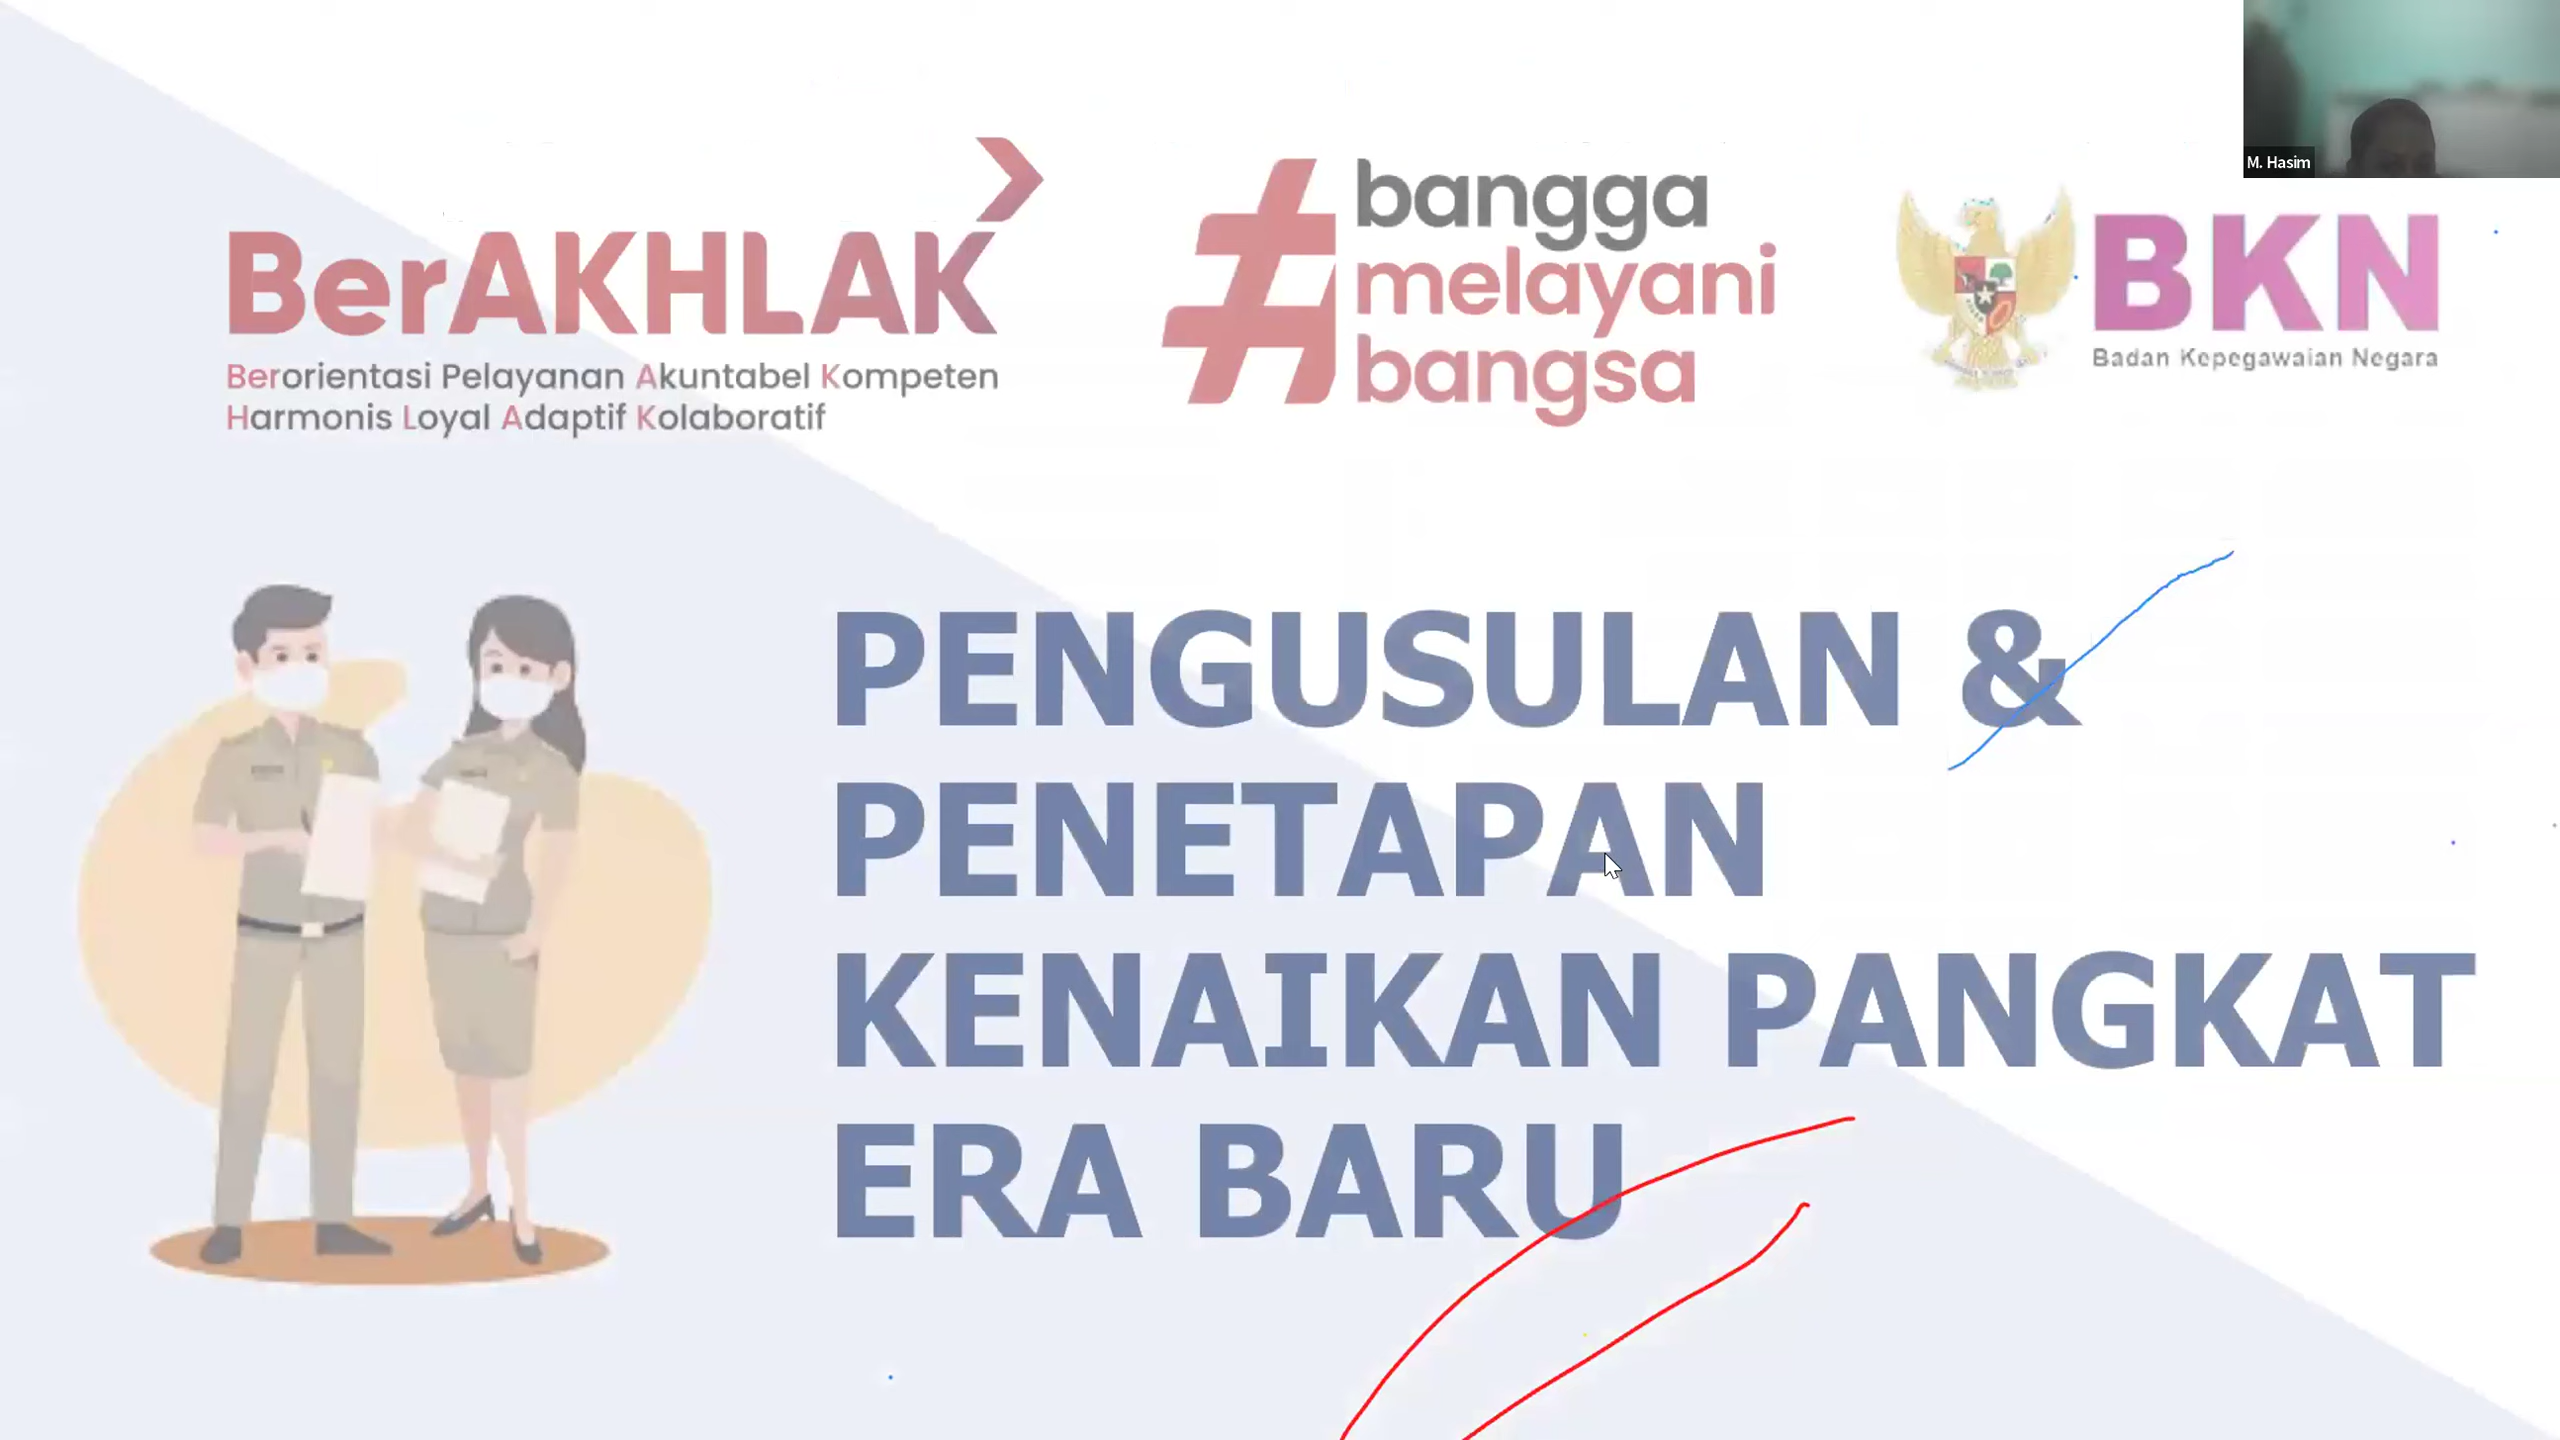 M. Hasim
BerAKHLAK
Berorientasi Pelayanan Akuntabel Kompeten
Harmonis Loyal Adaptif Kolaboratif
#bangga
melayani
bangsa
BKN
Badan Kepegawaian Negara
PENGUSULAN &
PENETAPAN
KENAIKAN PANGKAT
ERA BARU